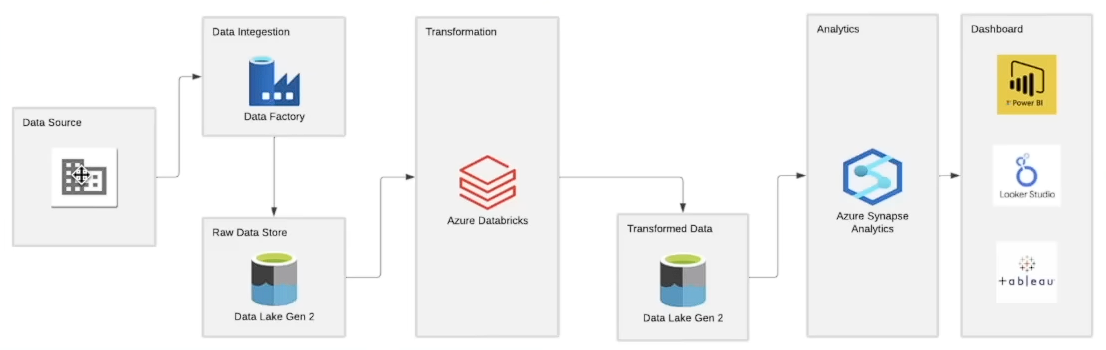 Data Source
Data Integestion
Data Factory
Raw Data Store
Data Lake Gen 2
Transformation
Azure Databricks
Transformed Data
Data Lake Gen 2
Analytics
Azure Synapse
Analytics
Dashboard
Power BI
Looker Studio
+ableau